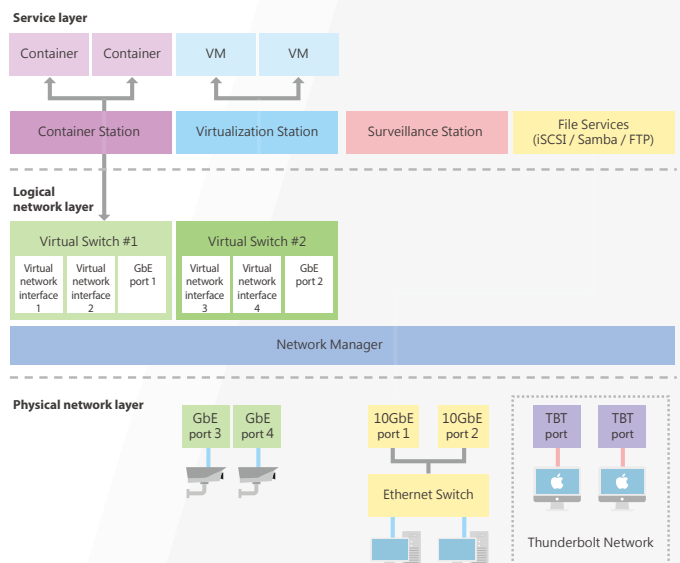 Service layer
Container
Container
VM
VM
Container Station
Virtualization Station
Surveillance Station
File Services
(iSCSI / Samba / FTP)
Logical
network layer
Virtual Switch #1
Virtual
network
interface
1
Virtual
network
interface
2
GbE
port 1
Virtual Switch #2
Virtual
network
interface
3
Virtual
network
interface
4
GbE
port 2
Network Manager
Physical network layer
GbE
port 3
GbE
port 4
10GbE
port 1
10GbE
port 2
Ethernet Switch
TBT
port
TBT
port
Thunderbolt Network